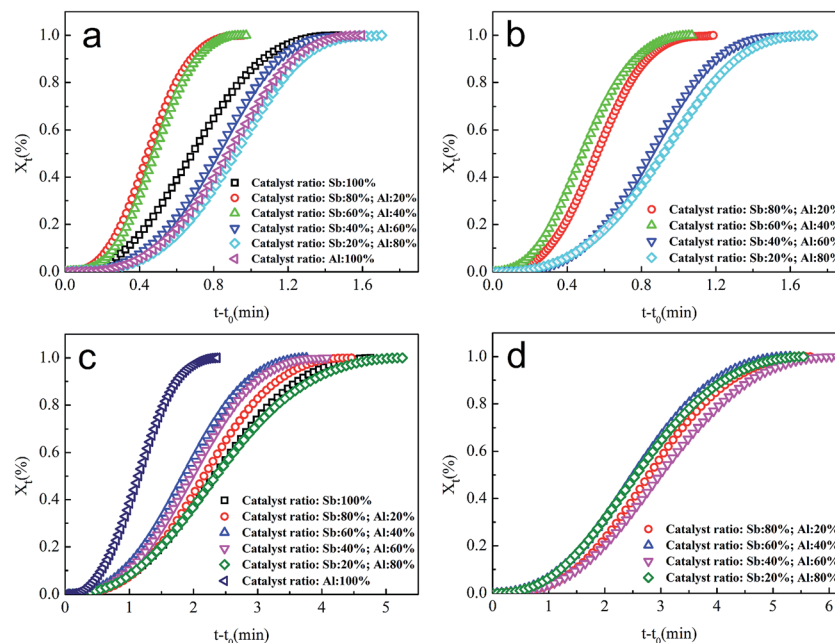 a
1.0
0.8
0.6
0.4
0.2
0.0
Xt(%)
Catalyst ratio: Sb:100%
Catalyst ratio: Sb:80%; Al:20%
Catalyst ratio: Sb:60%; Al:40%
Catalyst ratio: Sb:40%; Al:60%
Catalyst ratio: Sb:20%; Al:80%
Catalyst ratio: Al:100%
0.0 0.4 0.8 1.2 1.6
t-t0(min)
b
1.0
0.8
0.6
0.4
0.2
0.0
Xt(%)
Catalyst ratio: Sb:80%; Al:20%
Catalyst ratio: Sb:60%; Al:40%
Catalyst ratio: Sb:40%; Al:60%
Catalyst ratio: Sb:20%; Al:80%
0.0 0.4 0.8 1.2 1.6
t-t0(min)
c
1.0
0.8
0.6
0.4
0.2
0.0
Xt(%)
Catalyst ratio: Sb:100%
Catalyst ratio: Sb:80%; Al:20%
Catalyst ratio: Sb:60%; Al:40%
Catalyst ratio: Sb:40%; Al:60%
Catalyst ratio: Sb:20%; Al:80%
Catalyst ratio: Al:100%
0 1 2 3 4 5
t-t0(min)
d
1.0
0.8
0.6
0.4
0.2
0.0
Xt(%)
Catalyst ratio: Sb:80%; Al:20%
Catalyst ratio: Sb:60%; Al:40%
Catalyst ratio: Sb:40%; Al:60%
Catalyst ratio: Sb:20%; Al:80%
0 1 2 3 4 5 6
t-t0(min)